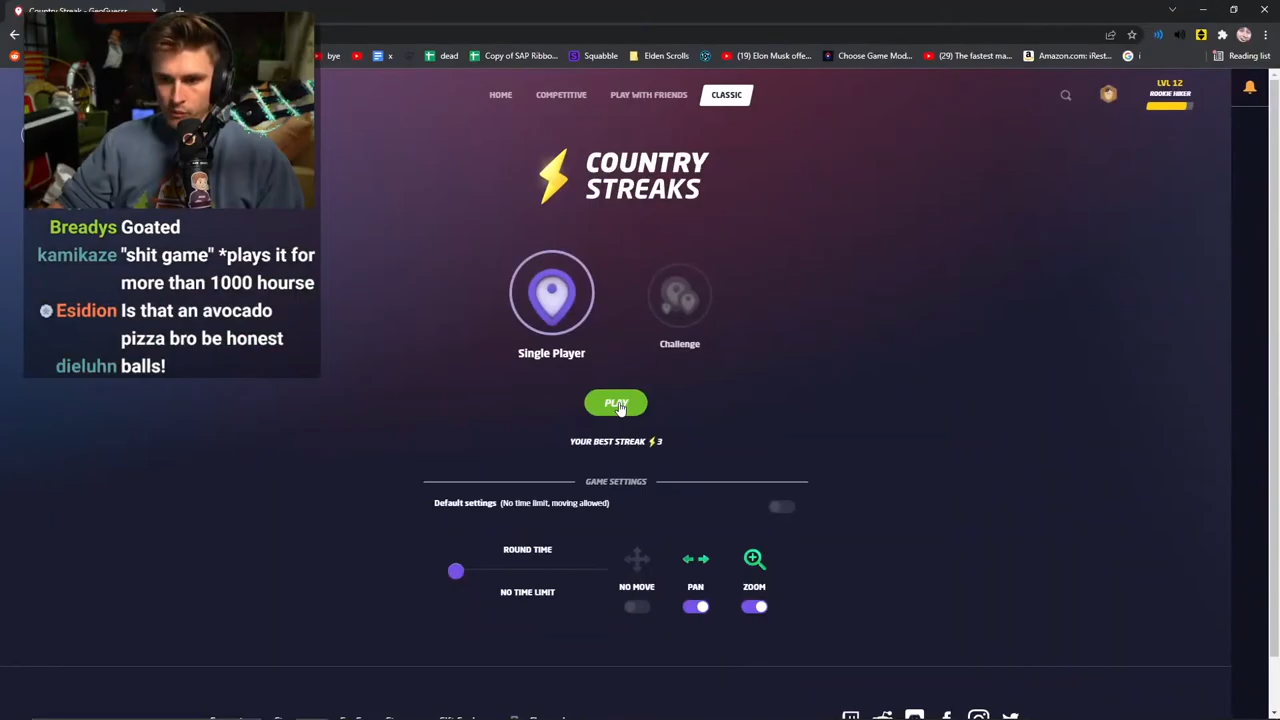 Country Streak - GeoGuessr
bye
x
dead
Copy of SAP Ribbo...
Squabble
Elden Scrolls
(19) Elon Musk offe...
Choose Game Mod...
(29) The fastest ma...
Amazon.com: iRest...
Reading list
HOME COMPETITIVE PLAY WITH FRIENDS CLASSIC
LVL 12
ROOKIE HIKER
COUNTRY
STREAKS
Breadys Goated
kamikaze "shit game" *plays it for
more than 1000 hourse
Esidion Is that an avocado
pizza bro be honest
dieluhn balls!
Single Player
Challenge
PLAY
YOUR BEST STREAK 3
GAME SETTINGS
Default settings (No time limit, moving allowed)
ROUND TIME
NO TIME LIMIT
NO MOVE
PAN
ZOOM